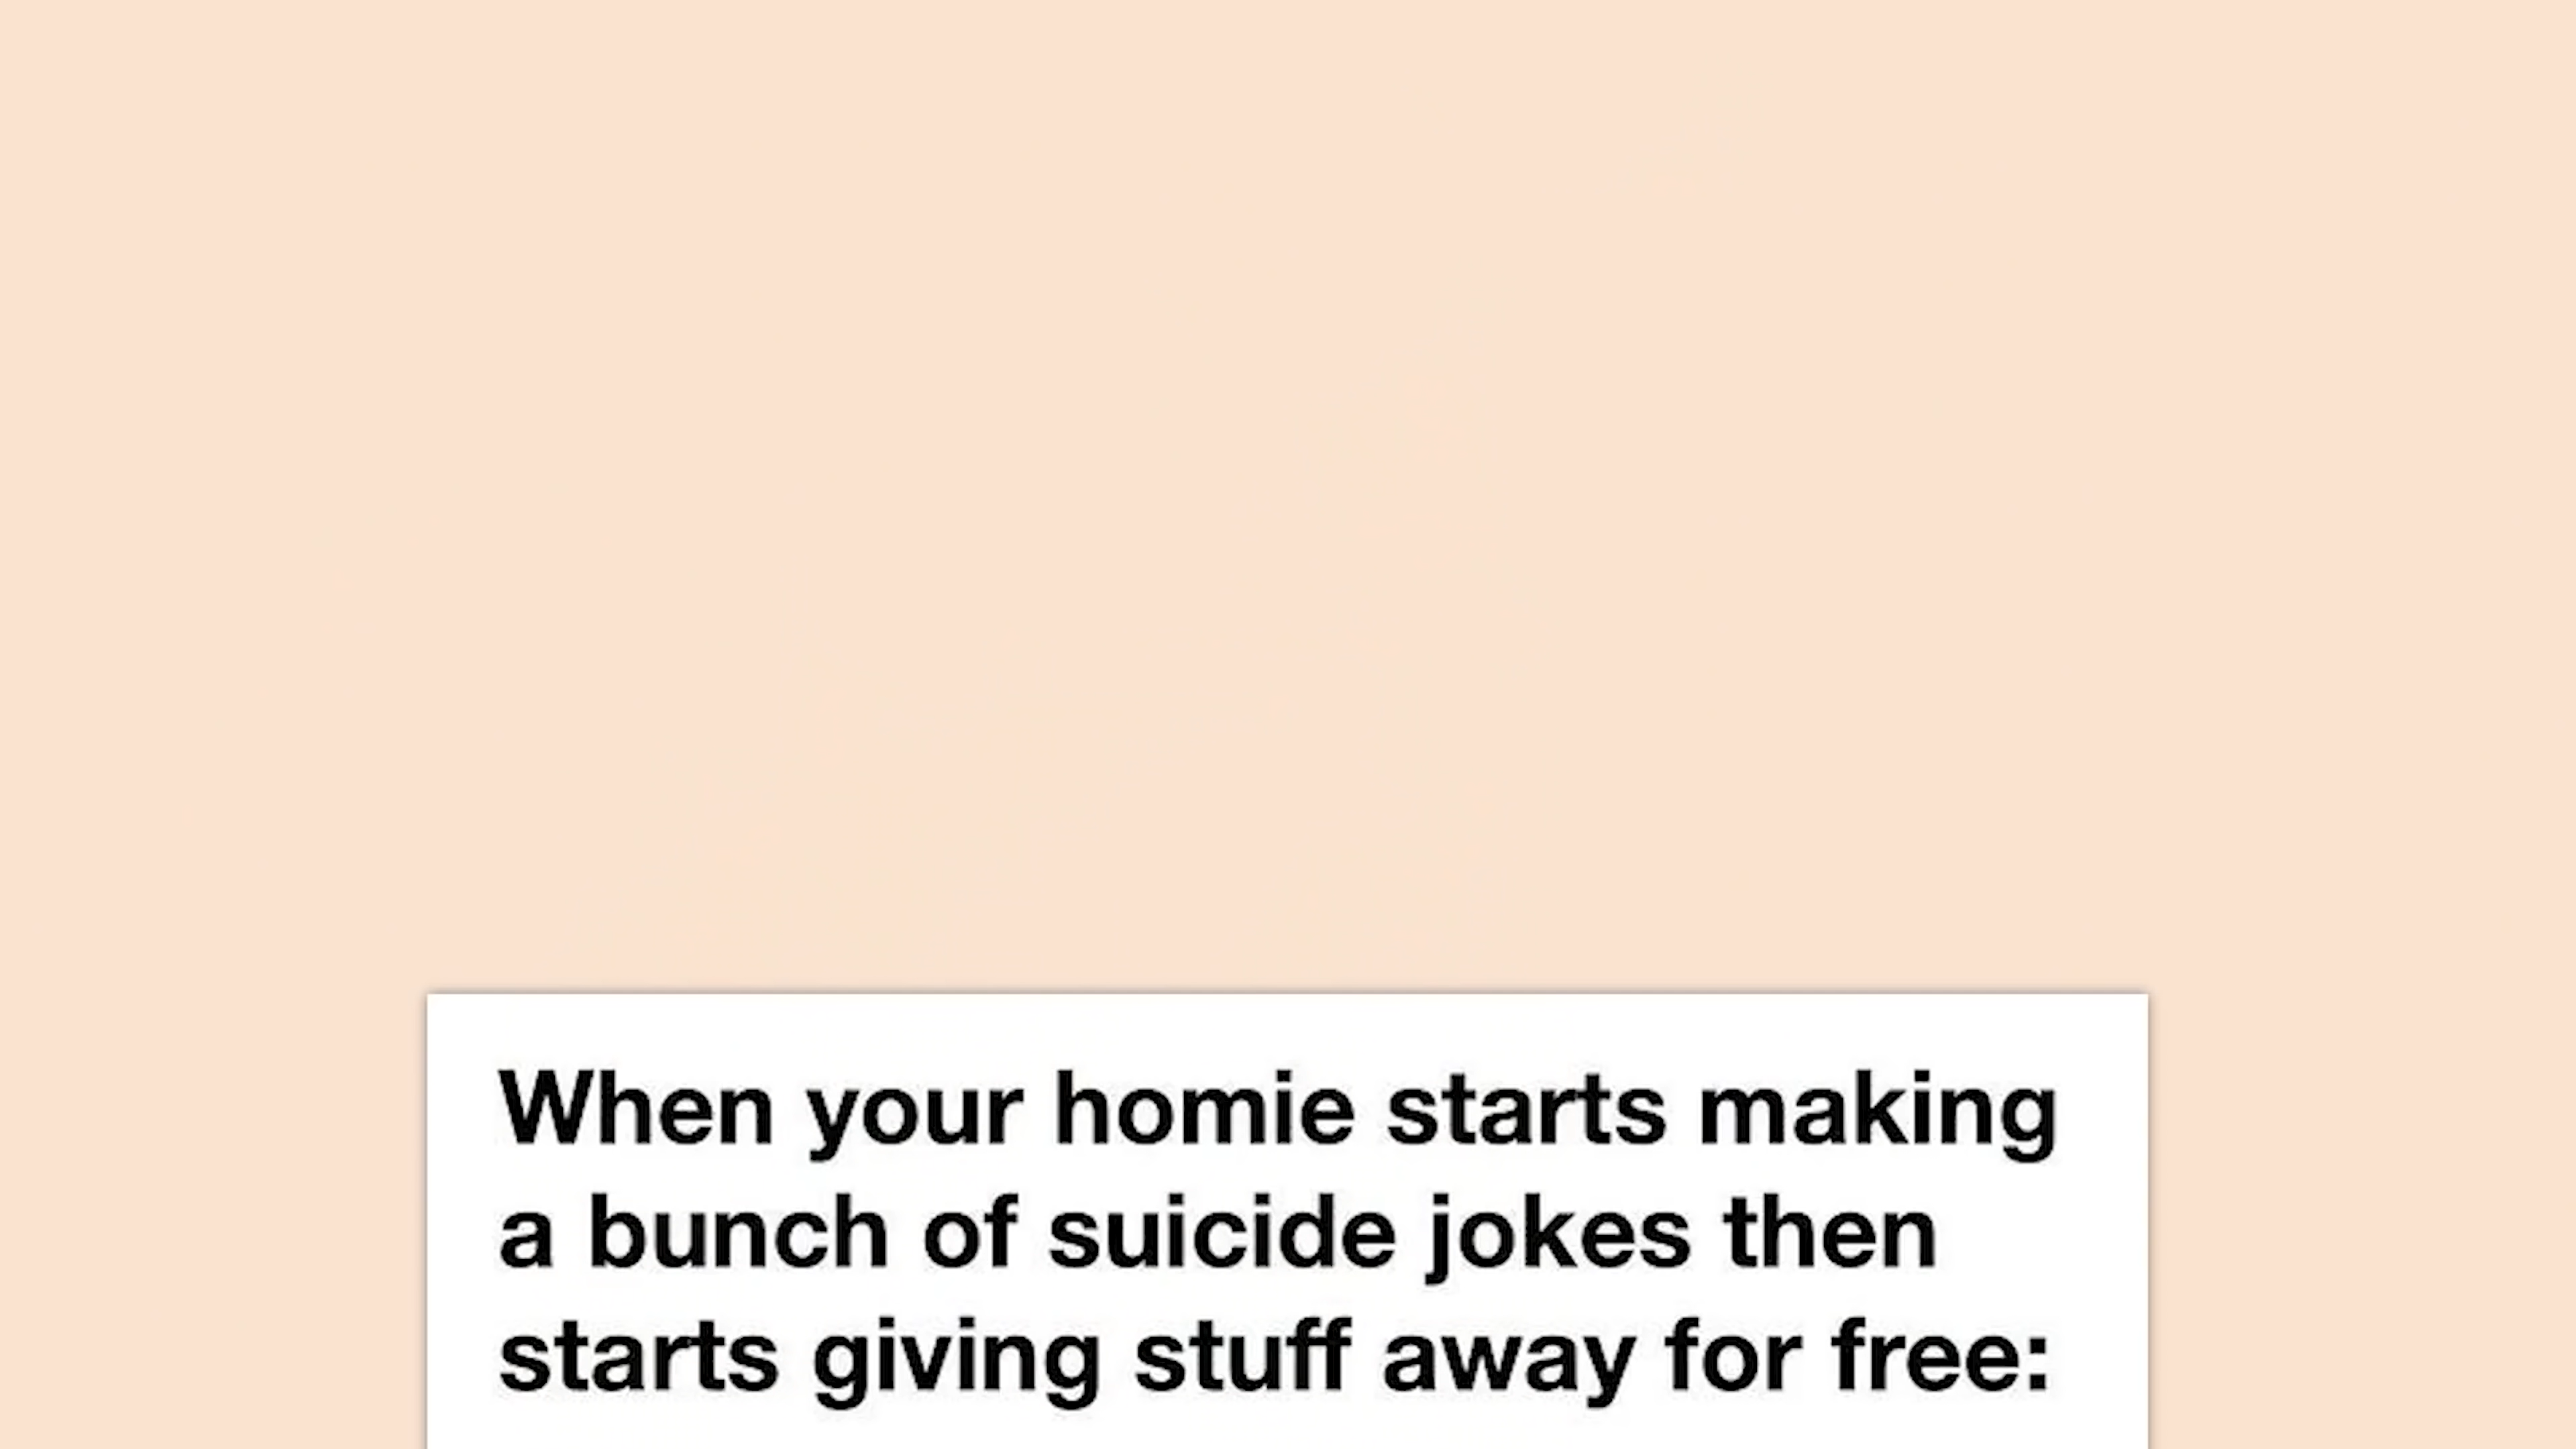 When your homie starts making
a bunch of suicide jokes then
starts giving stuff away for free: